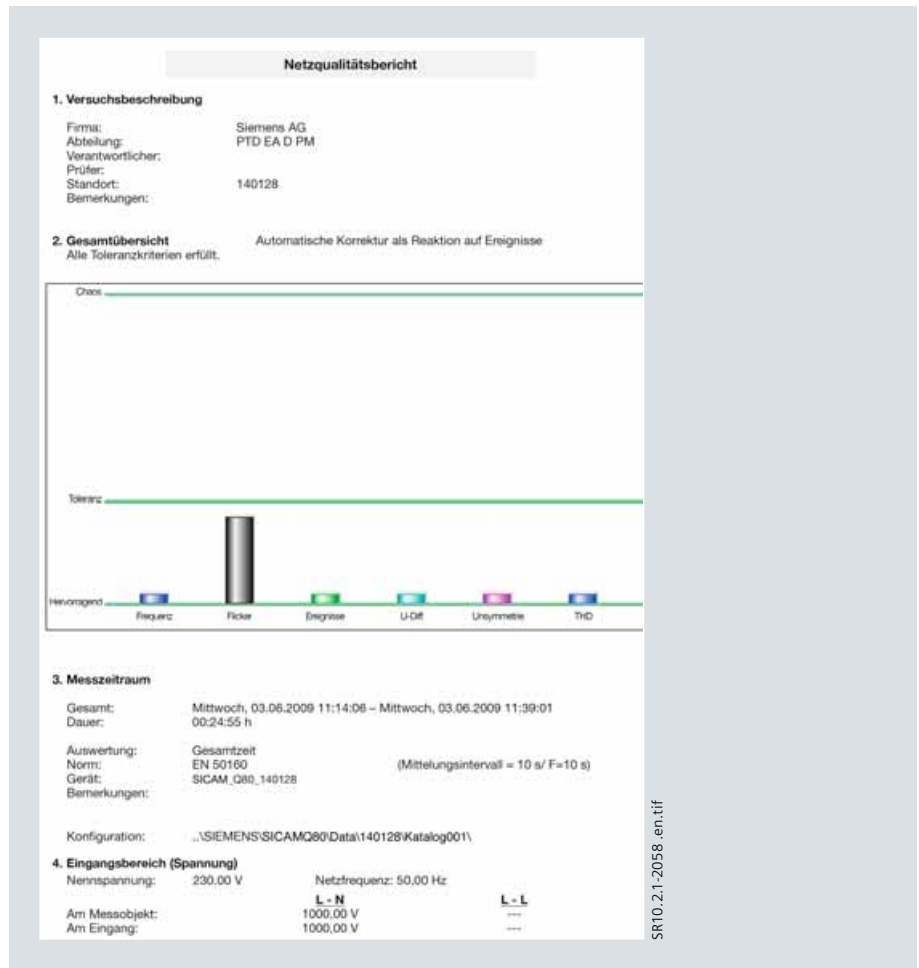 Netzqualitätsbericht
1. Versuchsbeschreibung
Firma: Siemens AG
Abteilung: PTD EA D PM
Verantwortlicher:
Prüfer:
Standort: 140128
Bemerkungen:
2. Gesamtübersicht Automatische Korrektur als Reaktion auf Ereignisse
Alle Toleranzkriterien erfüllt.
Chaos
Toleranz
Hervorragend
Frequenz Flicker Ereignisse U-Diff Unsymmetrie THD
3. Messzeitraum
Gesamt: Mittwoch, 03.06.2009 11:14:06 – Mittwoch, 03.06.2009 11:39:01
Dauer: 00:24:55 h
Auswertung: Gesamtzeit
Norm: EN 50160 (Mittelungsintervall = 10 s/ F=10 s)
Gerät: SICAM_Q80_140128
Bemerkungen:
Konfiguration: ..\SIEMENS\SICAMQ80\Data\140128\Katalog001\
4. Eingangsbereich (Spannung)
Nennspannung: 230.00 V Netzfrequenz: 50,00 Hz
L - N L - L
Am Messobjekt: 1000,00 V ---
Am Eingang: 1000,00 V ---
SR10.2.1-2058 .en.tif